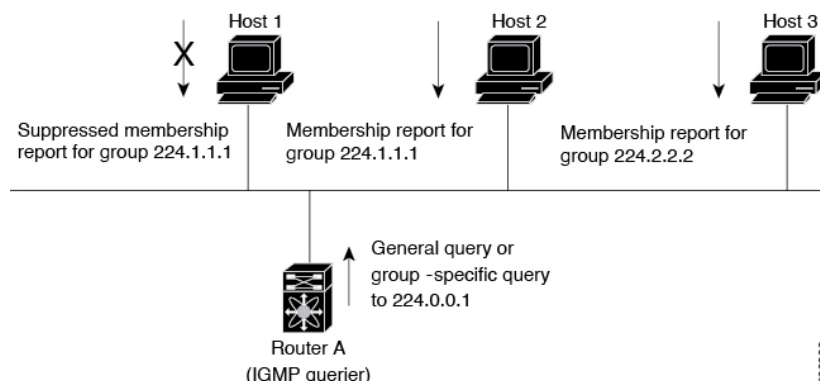 Host 1
Host 2
Host 3
X
Suppressed membership
report for group 224.1.1.1
Membership report for
group 224.1.1.1
Membership report for
group 224.2.2.2
General query or
group -specific query
to 224.0.0.1
Router A
(IGMP querier)